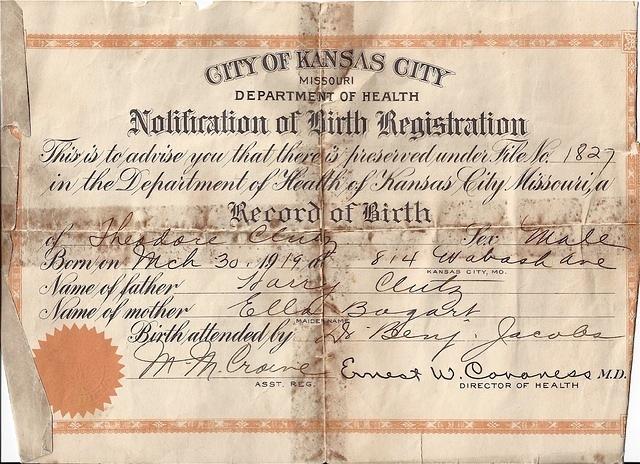 CITY OF KANSAS CITY
MISSOURI
DEPARTMENT OF HEALTH
Notification of Birth Registration
This is to advise you that there is preserved under File No. 1827
in the Department of Health of Kansas City Missouri, a
Record of Birth
of Theodore Clutz Sex Male
Born on Mch 30, 1919 at 814 Wabash Ave
KANSAS CITY, MO.
Name of father Harry Clutz
Name of mother Ella Bogart
MAIDEN NAME
Birth attended by Dr Benj. Jacobs
M. M. Crowe Ernest W. Cavaness M.D.
ASST. REG. DIRECTOR OF HEALTH